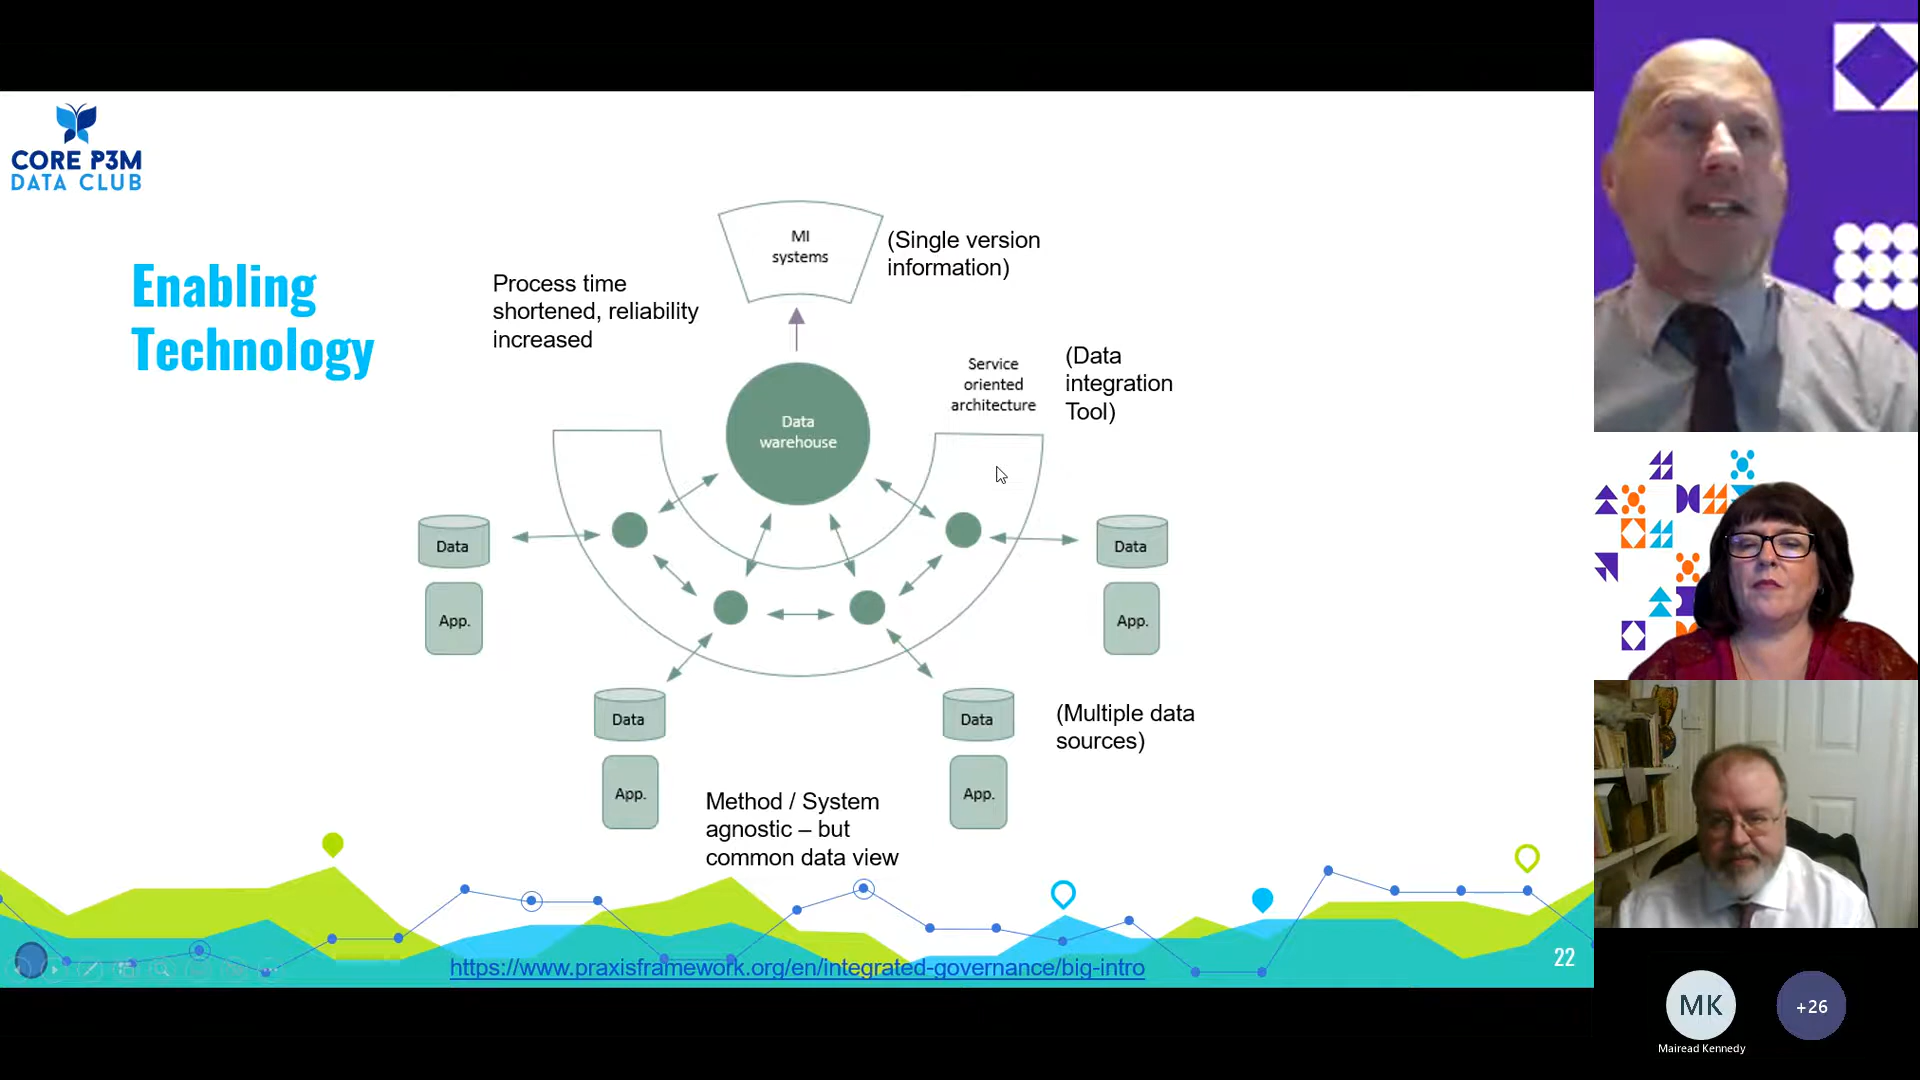 CORE P3M
DATA CLUB
Enabling
Technology
MI
systems
(Single version
information)
Process time
shortened, reliability
increased
Service
oriented
architecture
(Data
integration
Tool)
Data
warehouse
Data
App.
Data
App.
Data
App.
Data
App.
(Multiple data
sources)
Method / System
agnostic – but
common data view
https://www.praxisframework.org/en/integrated-governance/big-intro
22
MK
+26
Mairead Kennedy